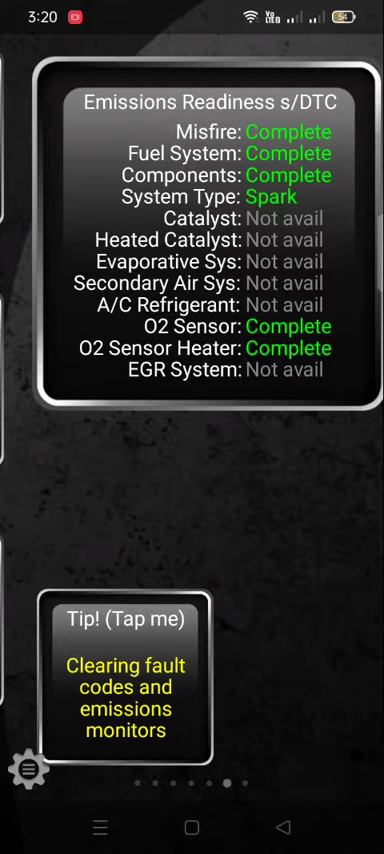 3:20
Vo
LTE
54
Emissions Readiness s/DTC
Misfire: Complete
Fuel System: Complete
Components: Complete
System Type: Spark
Catalyst: Not avail
Heated Catalyst: Not avail
Evaporative Sys: Not avail
Secondary Air Sys: Not avail
A/C Refrigerant: Not avail
O2 Sensor: Complete
O2 Sensor Heater: Complete
EGR System: Not avail
Tip! (Tap me)
Clearing fault
codes and
emissions
monitors